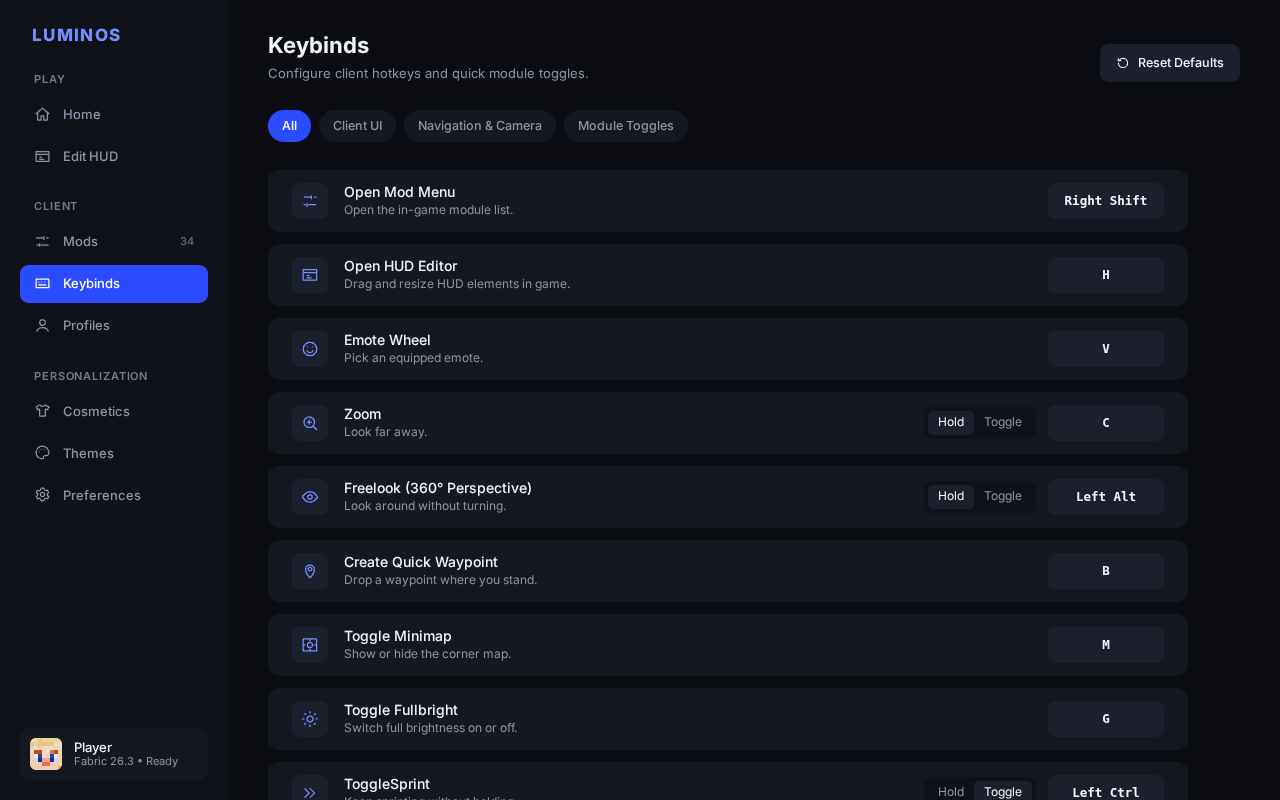 LUMINOS
PLAY
Home
Edit HUD
CLIENT
Mods 34
Keybinds
Profiles
PERSONALIZATION
Cosmetics
Themes
Preferences
Player
Fabric 26.3 • Ready
Keybinds
Configure client hotkeys and quick module toggles.
Reset Defaults
All Client UI Navigation & Camera Module Toggles
Open Mod Menu
Open the in-game module list.
Right Shift
Open HUD Editor
Drag and resize HUD elements in game.
H
Emote Wheel
Pick an equipped emote.
V
Zoom
Look far away.
Hold Toggle C
Freelook (360° Perspective)
Look around without turning.
Hold Toggle Left Alt
Create Quick Waypoint
Drop a waypoint where you stand.
B
Toggle Minimap
Show or hide the corner map.
M
Toggle Fullbright
Switch full brightness on or off.
G
ToggleSprint
Keep sprinting without holding.
Hold Toggle Left Ctrl